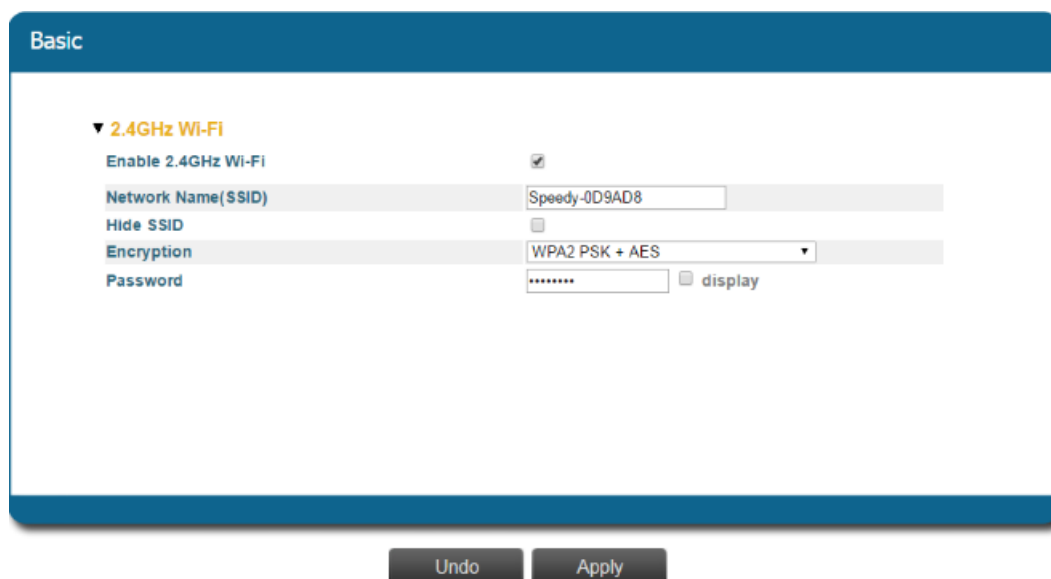 Basic
2.4GHz Wi-Fi
Enable 2.4GHz Wi-Fi
Network Name(SSID) Speedy-0D9AD8
Hide SSID
Encryption WPA2 PSK + AES
Password •••••••• display
Undo Apply